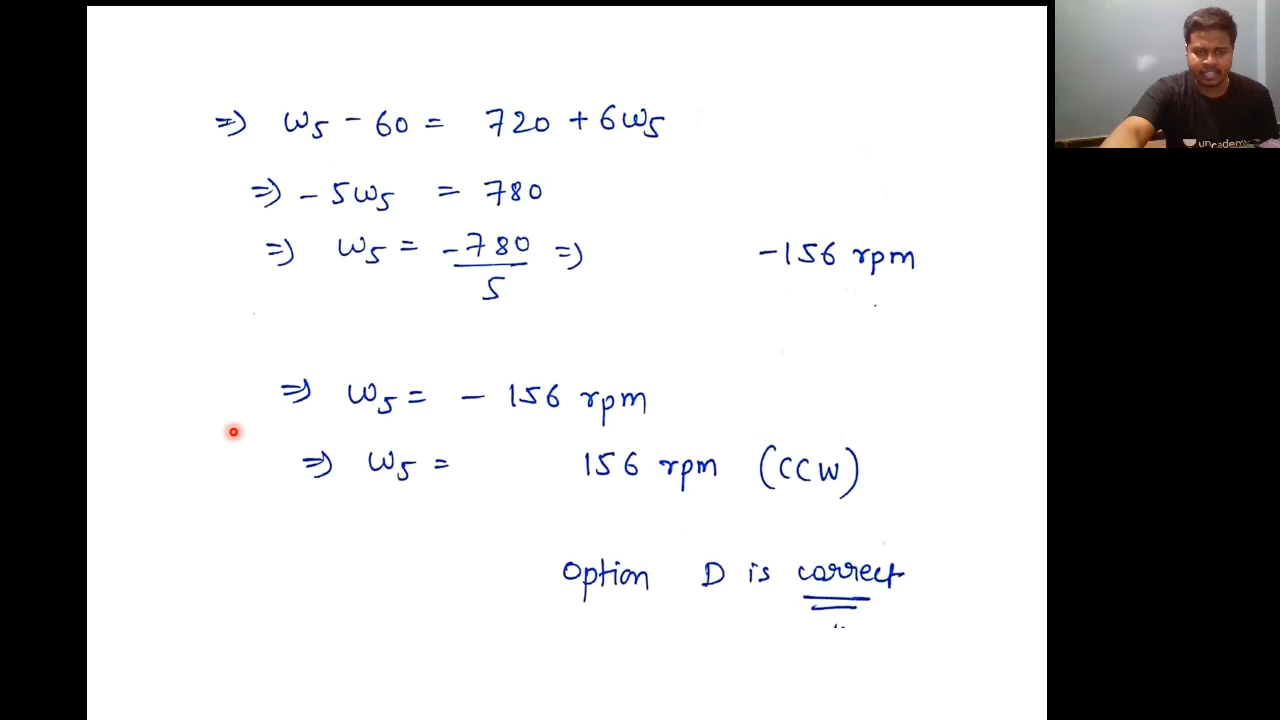 ⇒ ω₅ - 60 = 720 + 6ω₅
⇒ - 5ω₅ = 780
⇒ ω₅ = -780/5 ⇒ -156 rpm
⇒ ω₅ = - 156 rpm
⇒ ω₅ = 156 rpm (CCW)
Option D is correct
unacademy